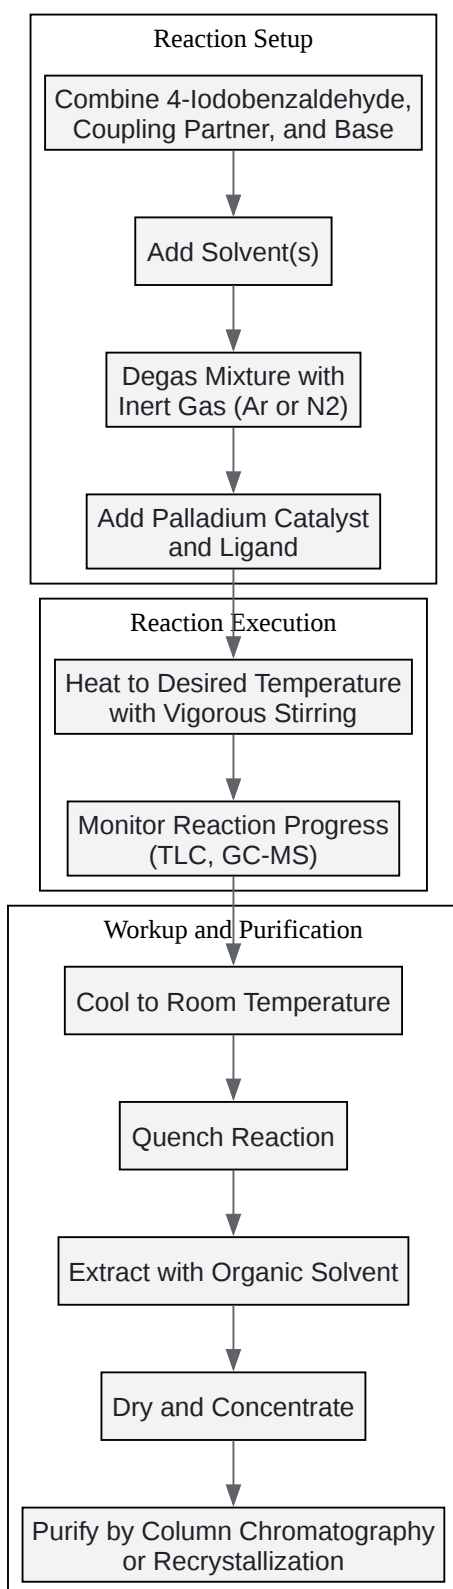 Reaction Setup
Combine 4-Iodobenzaldehyde,
Coupling Partner, and Base
Add Solvent(s)
Degas Mixture with
Inert Gas (Ar or N2)
Add Palladium Catalyst
and Ligand
Reaction Execution
Heat to Desired Temperature
with Vigorous Stirring
Monitor Reaction Progress
(TLC, GC-MS)
Workup and Purification
Cool to Room Temperature
Quench Reaction
Extract with Organic Solvent
Dry and Concentrate
Purify by Column Chromatography
or Recrystallization